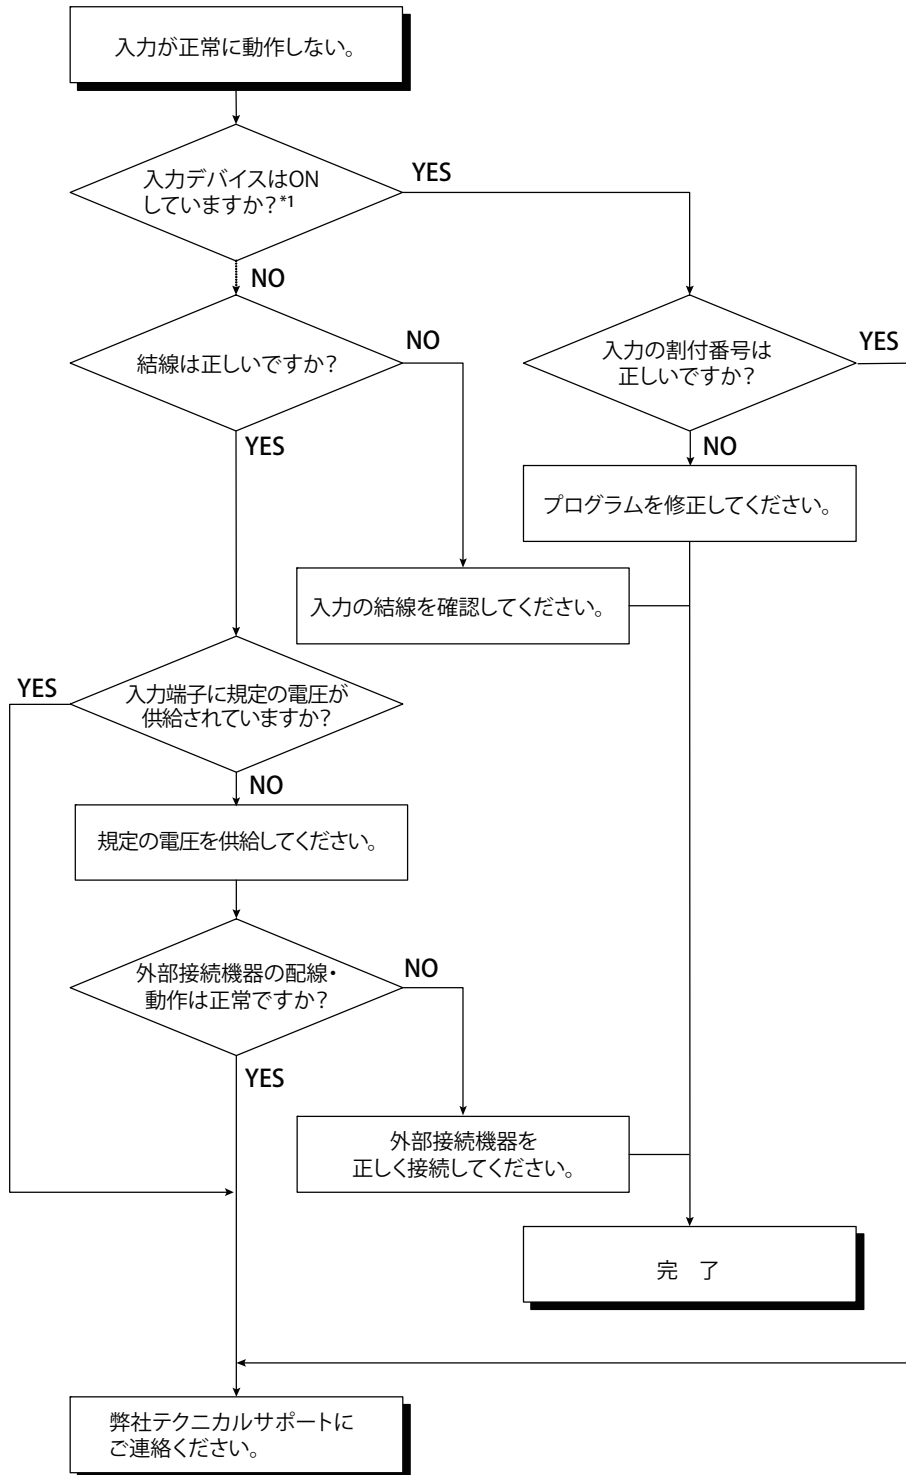 入力が正常に動作しない。
入力デバイスはON
していますか？*1
YES
NO
結線は正しいですか？
NO
入力の割付番号は
正しいですか？
YES
YES
NO
プログラムを修正してください。
入力の結線を確認してください。
YES
入力端子に規定の電圧が
供給されていますか？
NO
規定の電圧を供給してください。
外部接続機器の配線・
動作は正常ですか？
NO
YES
外部接続機器を
正しく接続してください。
完　了
弊社テクニカルサポートに
ご連絡ください。